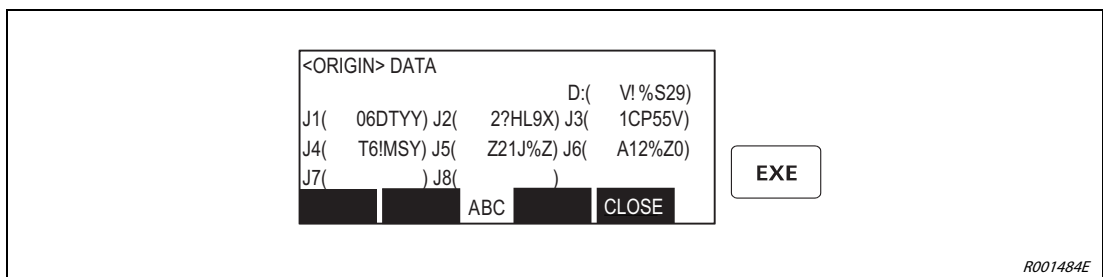 <ORIGIN> DATA
D:( V!%S29)
J1( 06DTYY) J2( 2?HL9X) J3( 1CP55V)
J4( T6!MSY) J5( Z21J%Z) J6( A12%Z0)
J7( ) J8( )
ABC CLOSE
EXE
R001484E